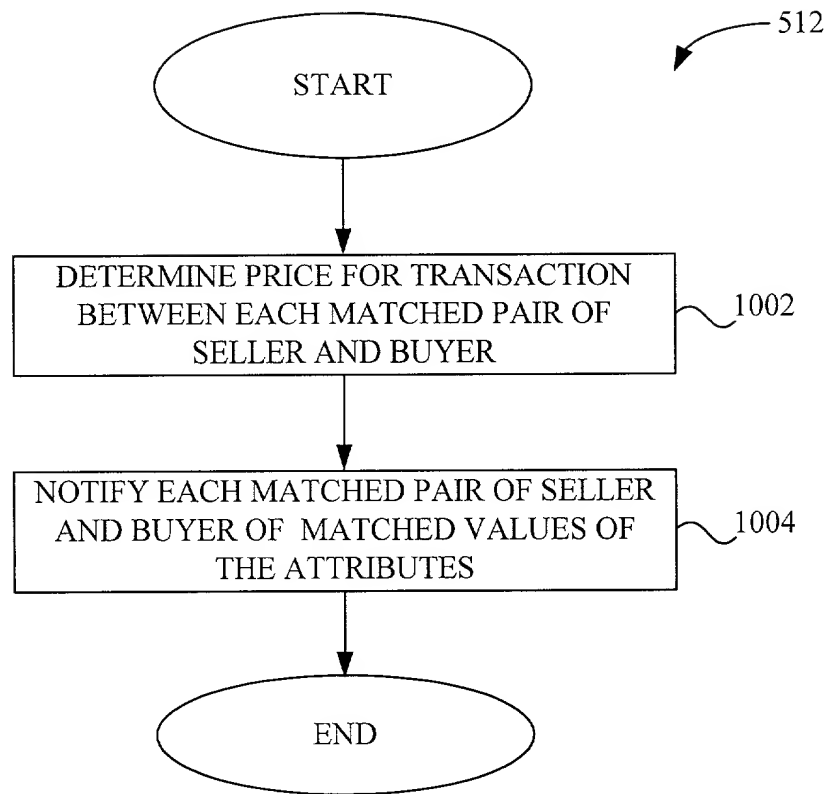 512
START
DETERMINE PRICE FOR TRANSACTION
BETWEEN EACH MATCHED PAIR OF
SELLER AND BUYER
1002
NOTIFY EACH MATCHED PAIR OF SELLER
AND BUYER OF MATCHED VALUES OF
THE ATTRIBUTES
1004
END